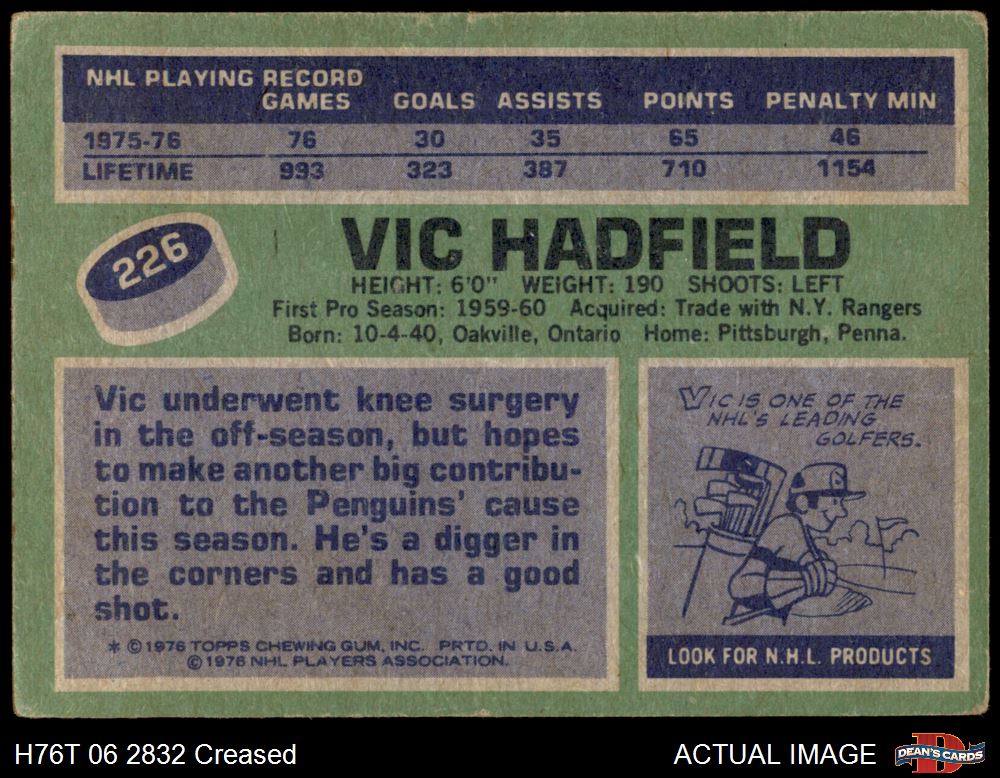 NHL PLAYING RECORD
GAMES GOALS ASSISTS POINTS PENALTY MIN
1975-76 76 30 35 65 46
LIFETIME 993 323 387 710 1154
226
VIC HADFIELD
HEIGHT: 6'0" WEIGHT: 190 SHOOTS: LEFT
First Pro Season: 1959-60 Acquired: Trade with N.Y. Rangers
Born: 10-4-40, Oakville, Ontario Home: Pittsburgh, Penna.
Vic underwent knee surgery
in the off-season, but hopes
to make another big contribu-
tion to the Penguins' cause
this season. He's a digger in
the corners and has a good
shot.
* © 1976 TOPPS CHEWING GUM, INC. PRTD. IN U.S.A.
© 1976 NHL PLAYERS ASSOCIATION.
VIC IS ONE OF THE
NHL'S LEADING
GOLFERS.
LOOK FOR N.H.L. PRODUCTS
H76T 06 2832 Creased
ACTUAL IMAGE
DEAN'S CARDS